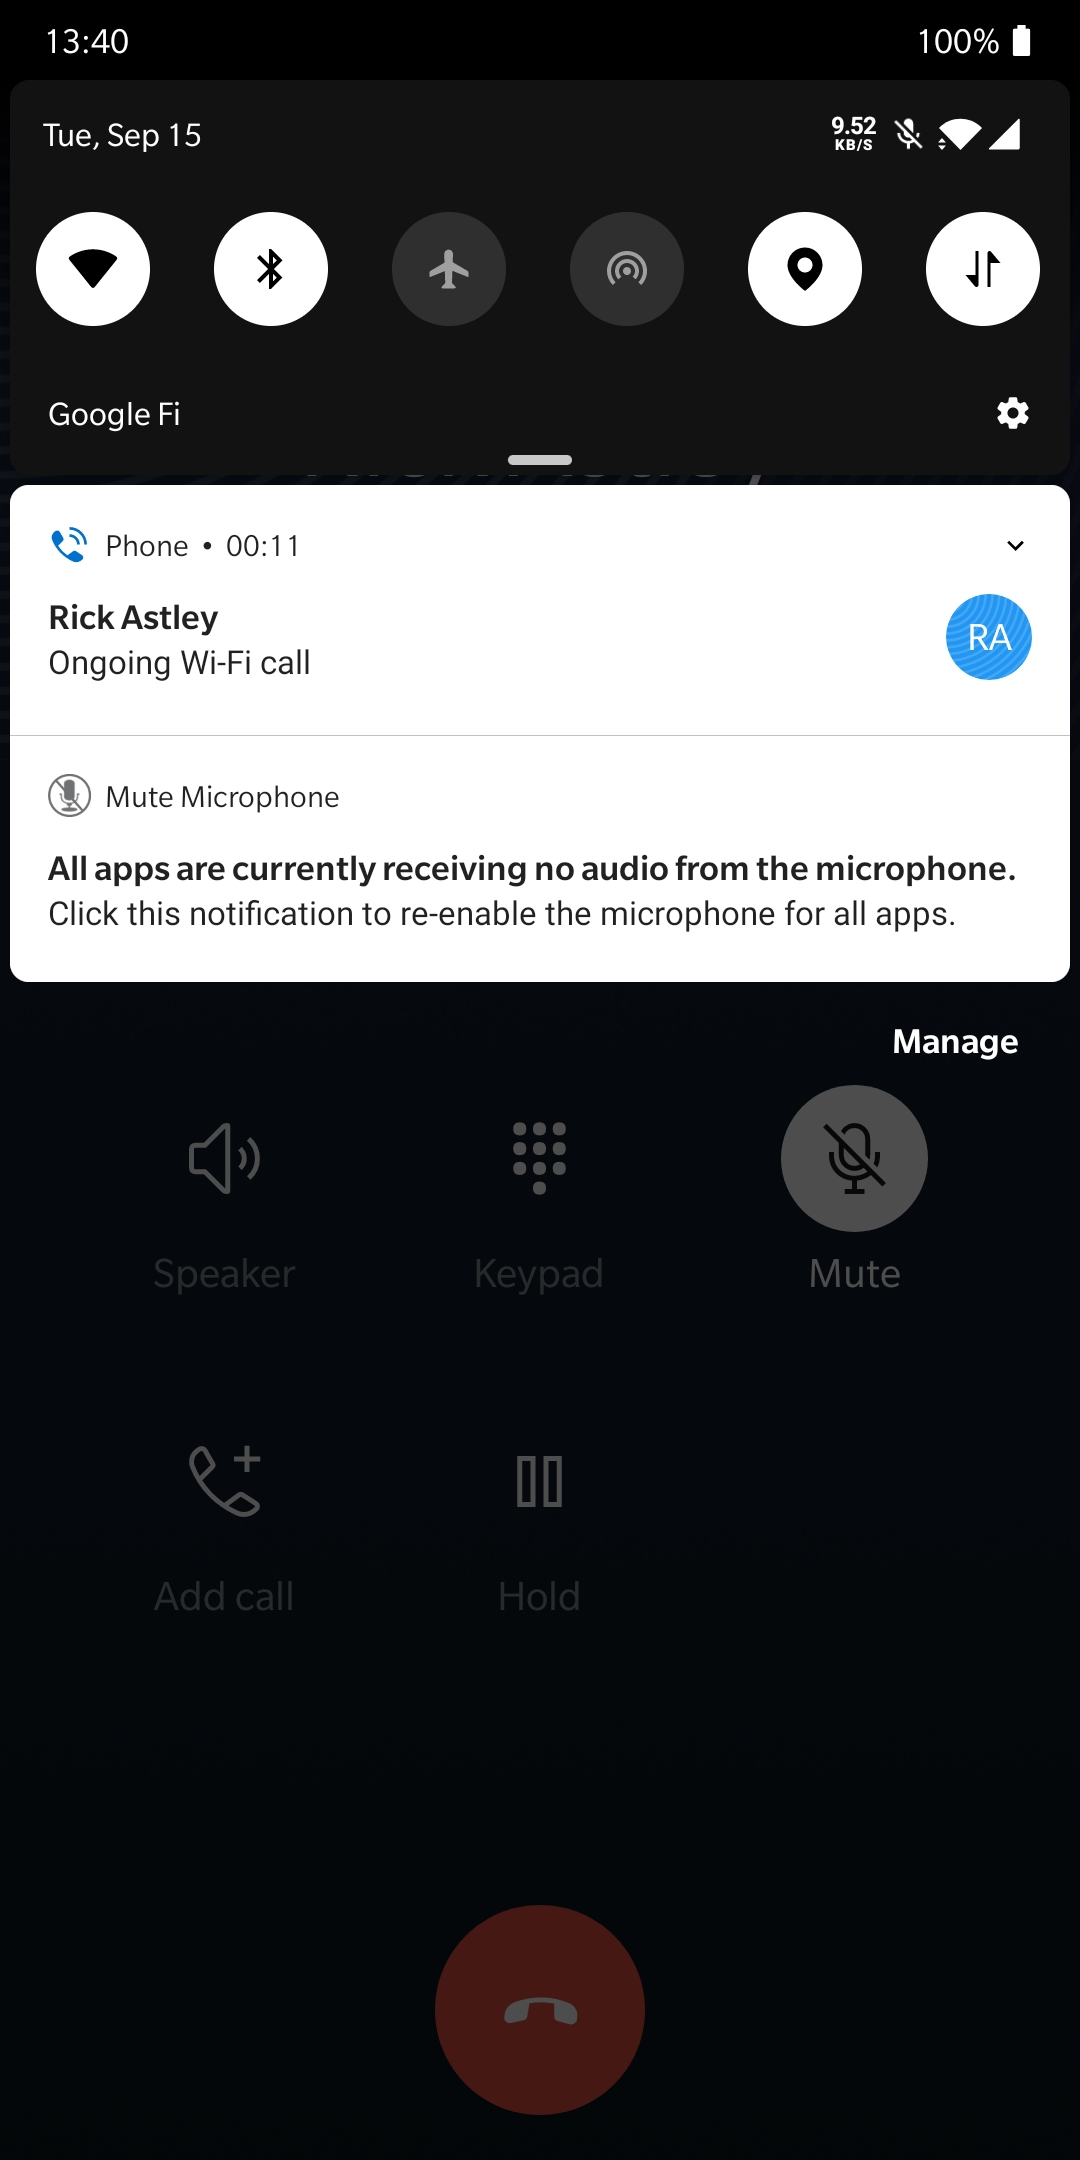 13:40 100%
Tue, Sep 15 9.52 KB/S
Google Fi
Phone • 00:11
Rick Astley
RA
Ongoing Wi-Fi call
Mute Microphone
All apps are currently receiving no audio from the microphone.
Click this notification to re-enable the microphone for all apps.
Manage
Speaker Keypad Mute
Add call Hold